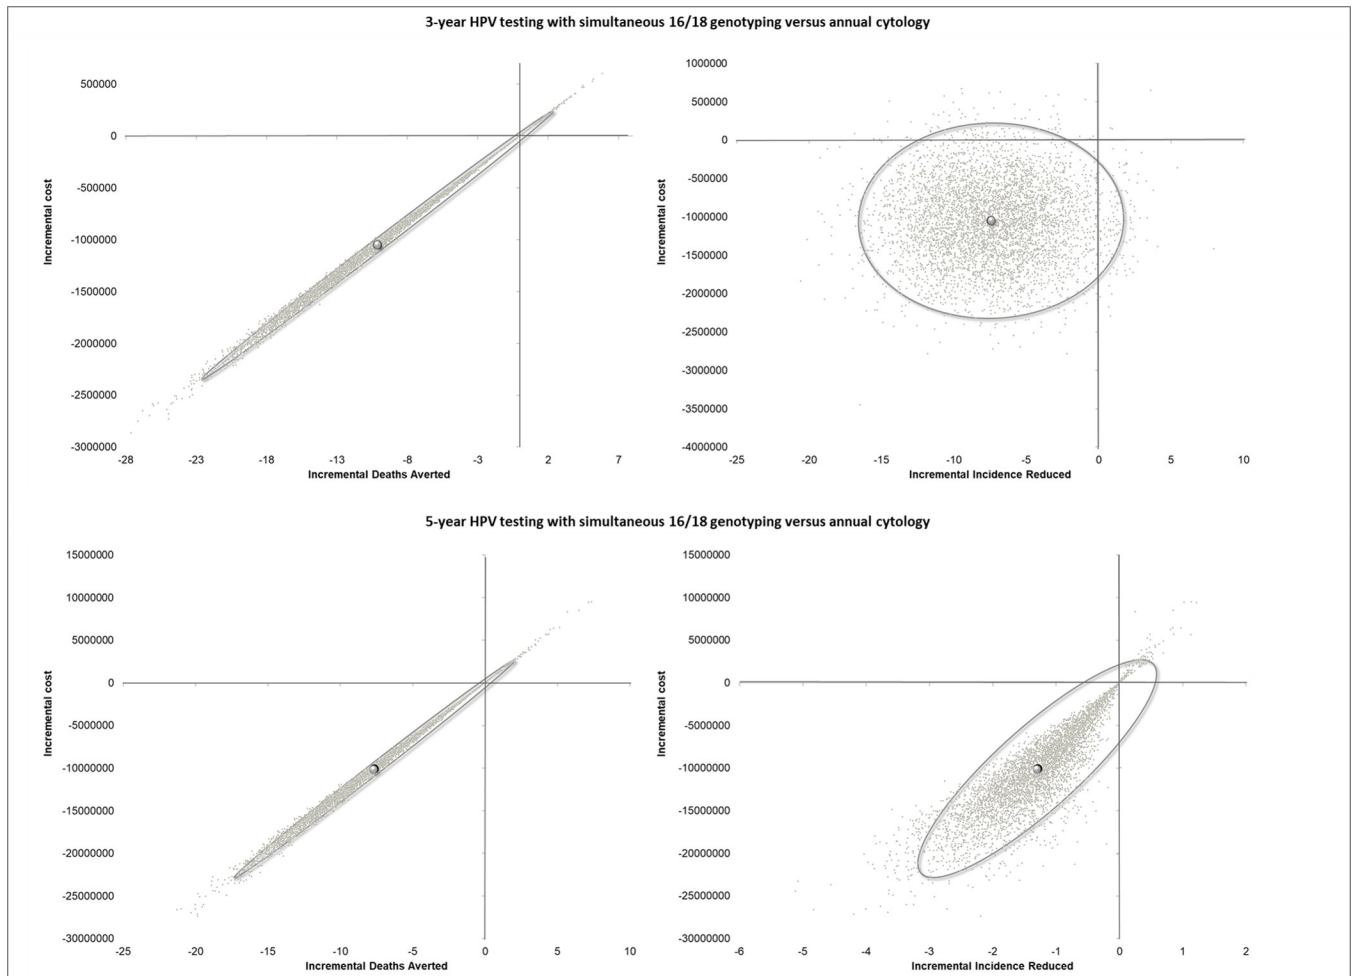 3-year HPV testing with simultaneous 16/18 genotyping versus annual cytology
500000
0
-500000
-1000000
-1500000
-2000000
-2500000
-3000000
Incremental cost
-28 -23 -18 -13 -8 -3 2 7
Incremental Deaths Averted
1000000
500000
0
-500000
-1000000
-1500000
-2000000
-2500000
-3000000
-3500000
-4000000
Incremental cost
-25 -20 -15 -10 -5 0 5 10
Incremental Incidence Reduced
5-year HPV testing with simultaneous 16/18 genotyping versus annual cytology
15000000
10000000
5000000
0
-5000000
-10000000
-15000000
-20000000
-25000000
-30000000
Incremental cost
-25 -20 -15 -10 -5 0 5 10
Incremental Deaths Averted
15000000
10000000
5000000
0
-5000000
-10000000
-15000000
-20000000
-25000000
-30000000
Incremental cost
-6 -5 -4 -3 -2 -1 0 1 2
Incremental Incidence Reduced